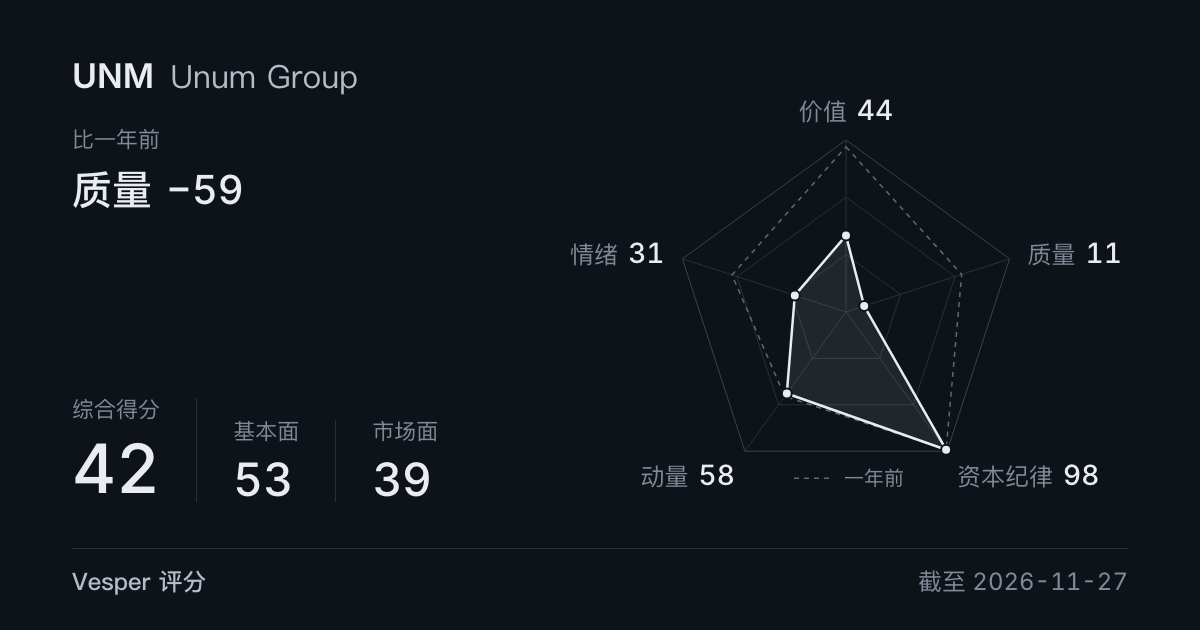 UNM Unum Group
比一年前
质量 −59
价值 44
情绪 31
质量 11
动量 58
一年前
资本纪律 98
综合得分
42
基本面
53
市场面
39
Vesper 评分
截至 2026-11-27